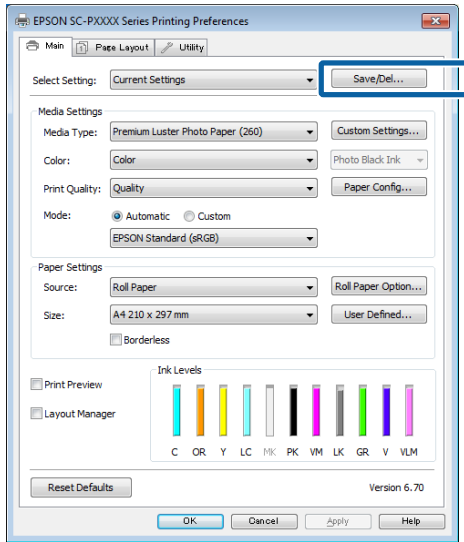 EPSON SC-PXXXX Series Printing Preferences
Main Page Layout Utility
Select Setting: Current Settings Save/Del...
Media Settings
Media Type: Premium Luster Photo Paper (260) Custom Settings...
Color: Color Photo Black Ink
Print Quality: Quality Paper Config...
Mode: Automatic Custom
EPSON Standard (sRGB)
Paper Settings
Source: Roll Paper Roll Paper Option...
Size: A4 210 x 297 mm User Defined...
Borderless
Ink Levels
Print Preview
Layout Manager
C OR Y LC MK PK VM LK GR V VLM
Reset Defaults Version 6.70
OK Cancel Apply Help